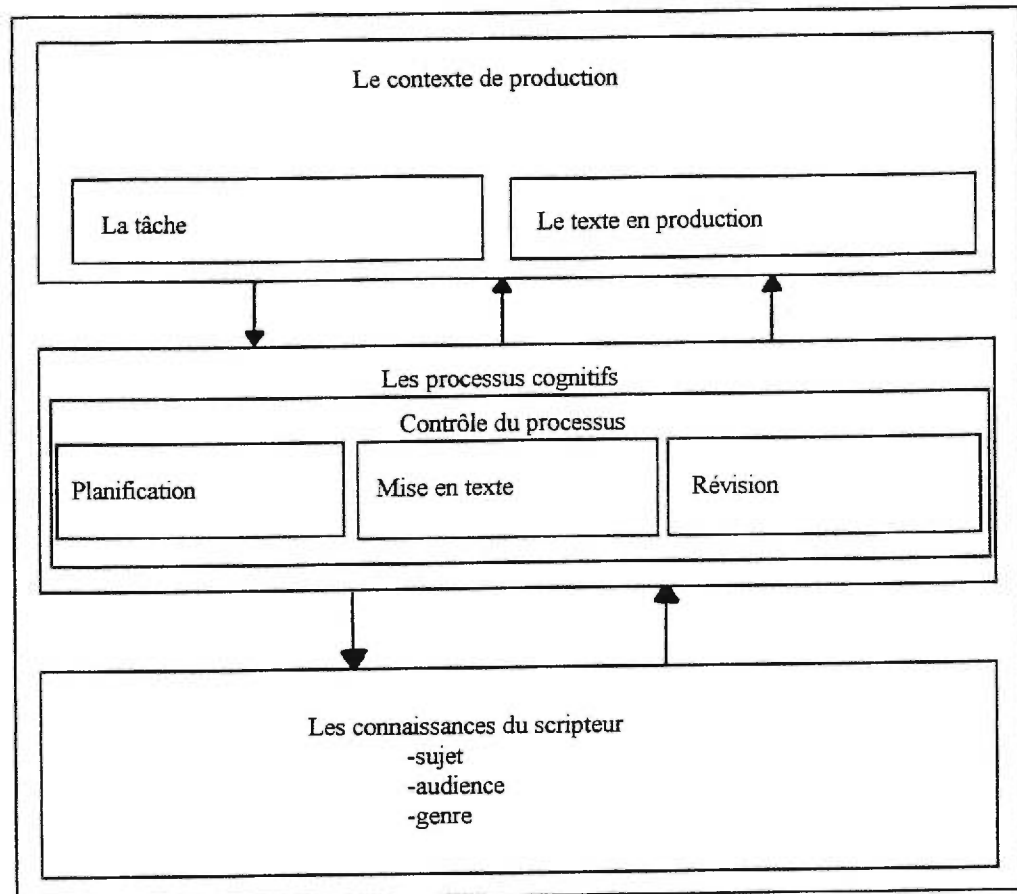 Le contexte de production
La tâche
Le texte en production
Les processus cognitifs
Contrôle du processus
Planification
Mise en texte
Révision
Les connaissances du scripteur
-sujet
-audience
-genre